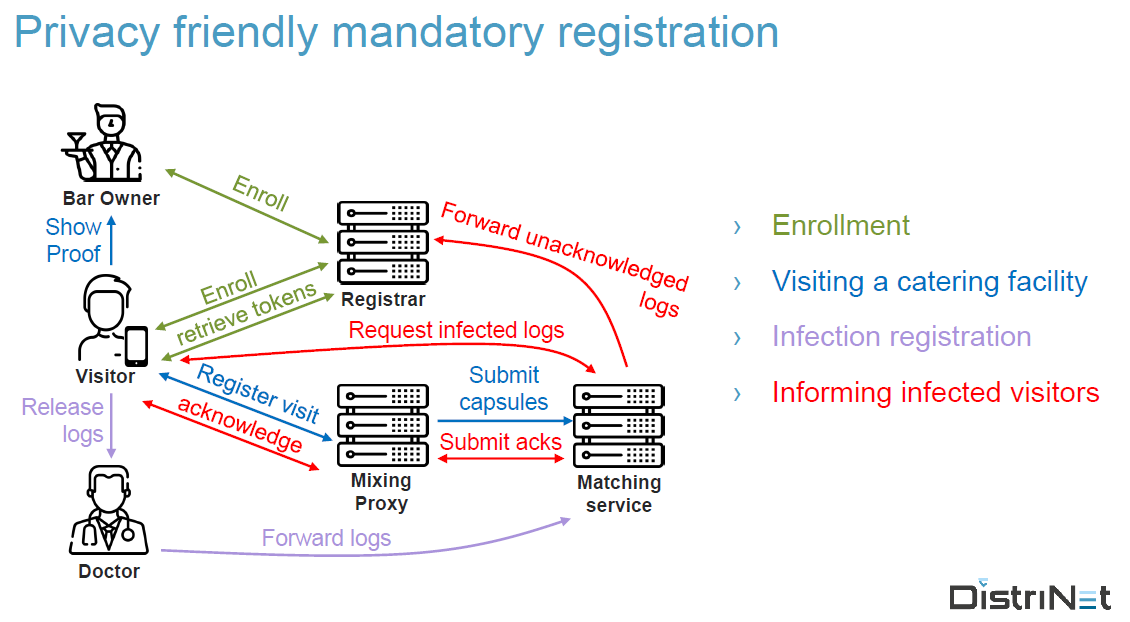 Privacy friendly mandatory registration
Bar Owner
Enroll
Show
Proof
Enroll
retrieve tokens
Registrar
Forward unacknowledged
logs
Request infected logs
Visitor
Register visit
acknowledge
Submit
capsules
Submit acks
Release
logs
Mixing
Proxy
Matching
service
Forward logs
Doctor
› Enrollment
› Visiting a catering facility
› Infection registration
› Informing infected visitors
DistriNet